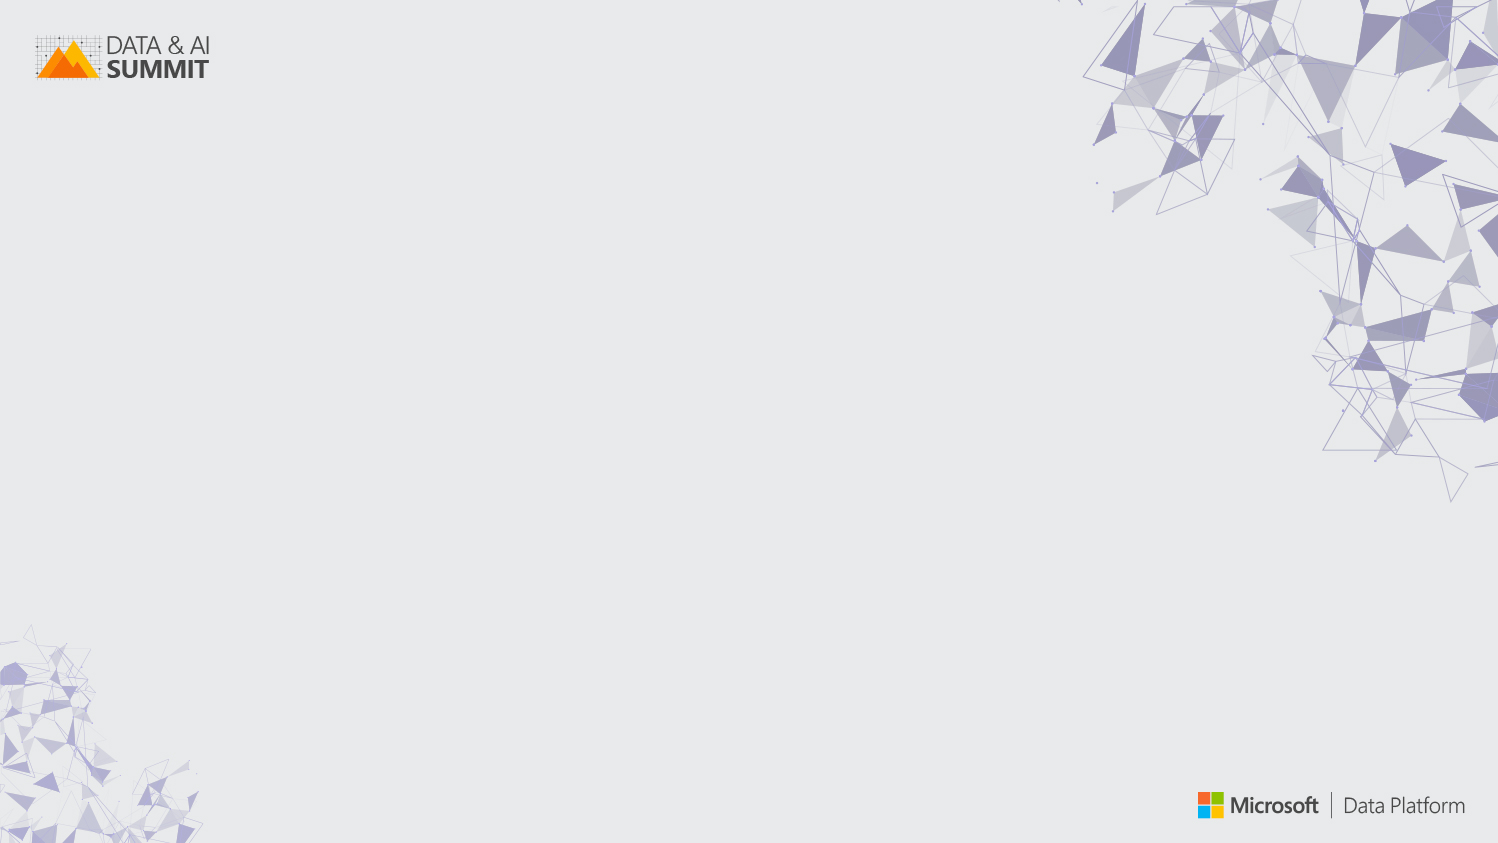 DATA & AI
SUMMIT
Microsoft | Data Platform